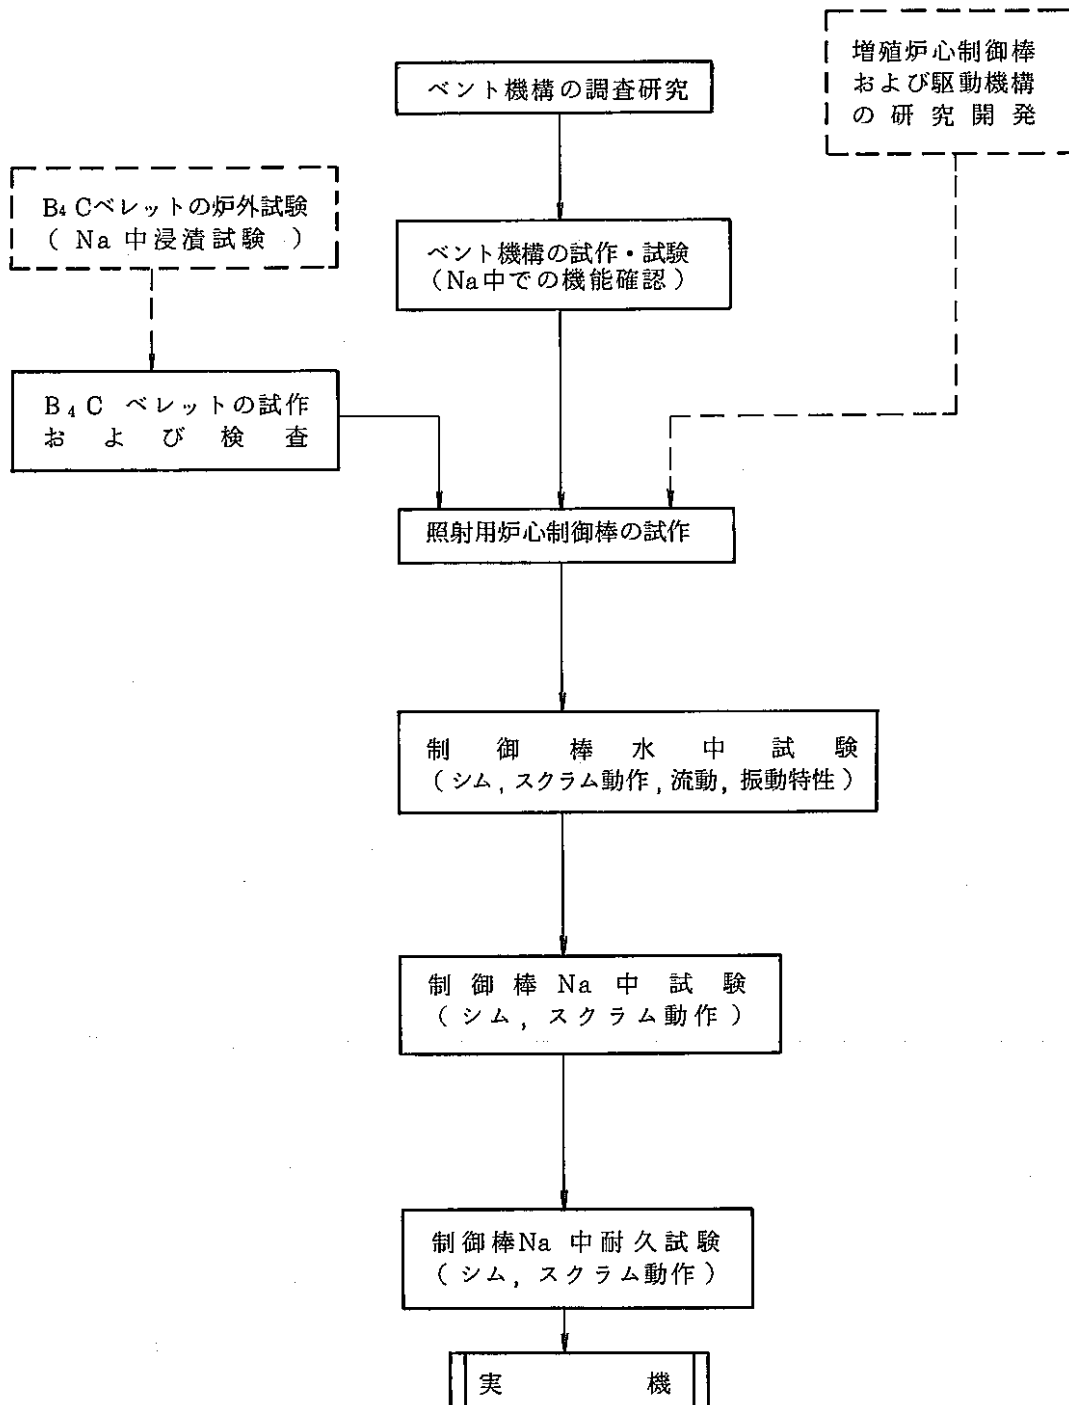 増殖炉心制御棒
および駆動機構
の研究開発
ベント機構の調査研究
B₄Cペレットの炉外試験
(Na中浸漬試験)
ベント機構の試作・試験
(Na中での機能確認)
B₄C ペレットの試作
および検査
照射用炉心制御棒の試作
制御棒水中試験
(シム,スクラム動作,流動,振動特性)
制御棒Na中試験
(シム,スクラム動作)
制御棒Na中耐久試験
(シム,スクラム動作)
実機